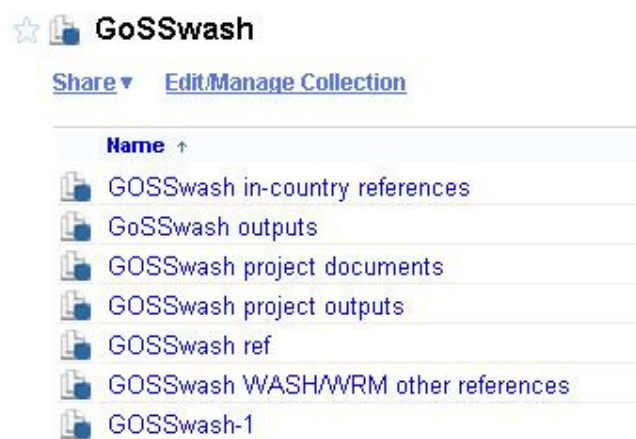 GoSSwash
Share ▾ Edit/Manage Collection
Name ↑
GOSSwash in-country references
GoSSwash outputs
GOSSwash project documents
GOSSwash project outputs
GOSSwash ref
GOSSwash WASH/WRM other references
GOSSwash-1